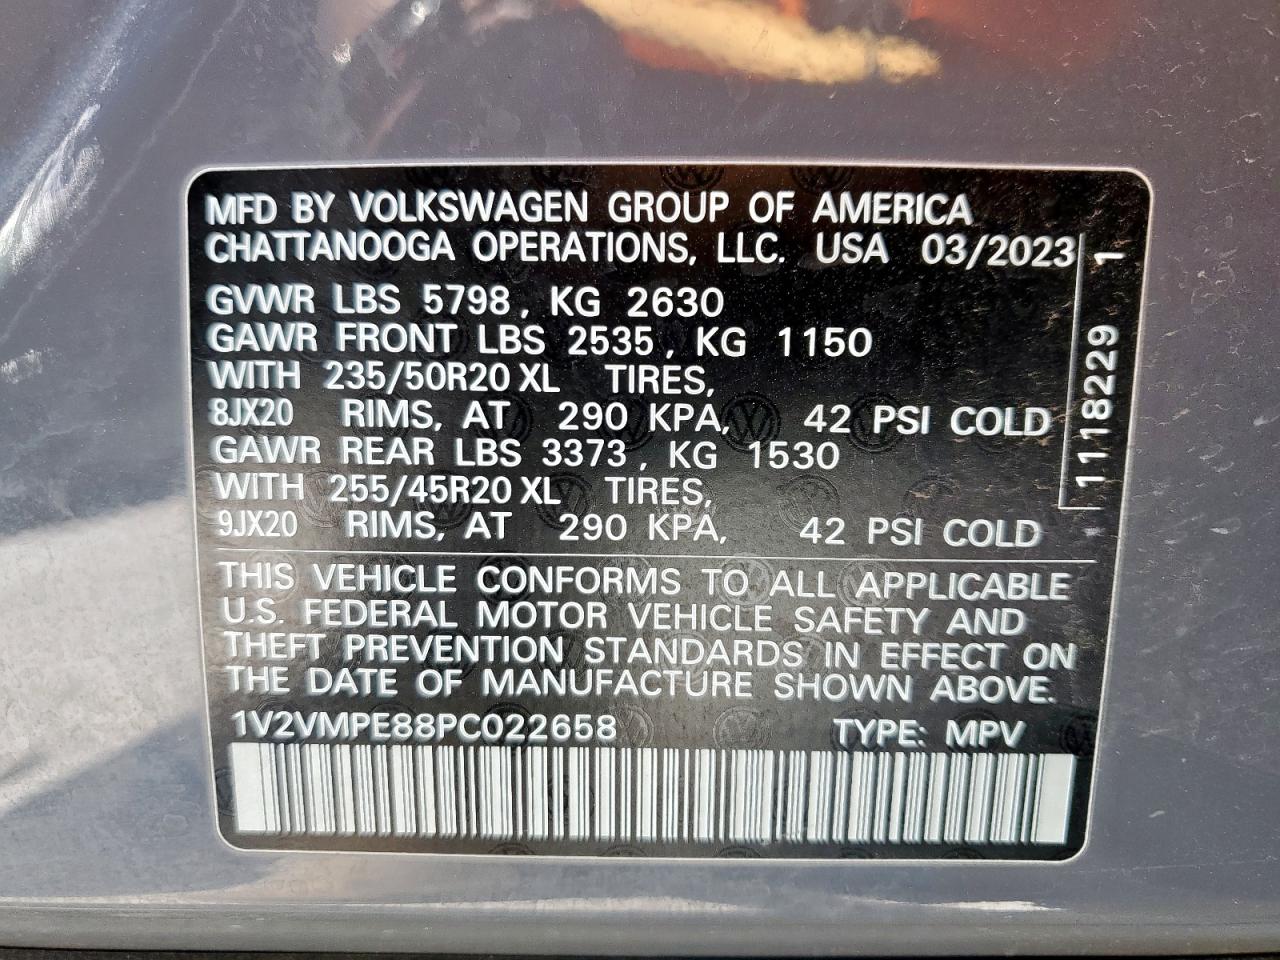 MFD BY VOLKSWAGEN GROUP OF AMERICA
CHATTANOOGA OPERATIONS, LLC. USA 03/2023
GVWR LBS 5798, KG 2630
GAWR FRONT LBS 2535, KG 1150
WITH 235/50R20 XL TIRES,
8JX20 RIMS, AT 290 KPA, 42 PSI COLD
GAWR REAR LBS 3373, KG 1530
WITH 255/45R20 XL TIRES,
9JX20 RIMS, AT 290 KPA, 42 PSI COLD
1118229 1
THIS VEHICLE CONFORMS TO ALL APPLICABLE
U.S. FEDERAL MOTOR VEHICLE SAFETY AND
THEFT PREVENTION STANDARDS IN EFFECT ON
THE DATE OF MANUFACTURE SHOWN ABOVE.
1V2VMPE88PC022658 TYPE: MPV